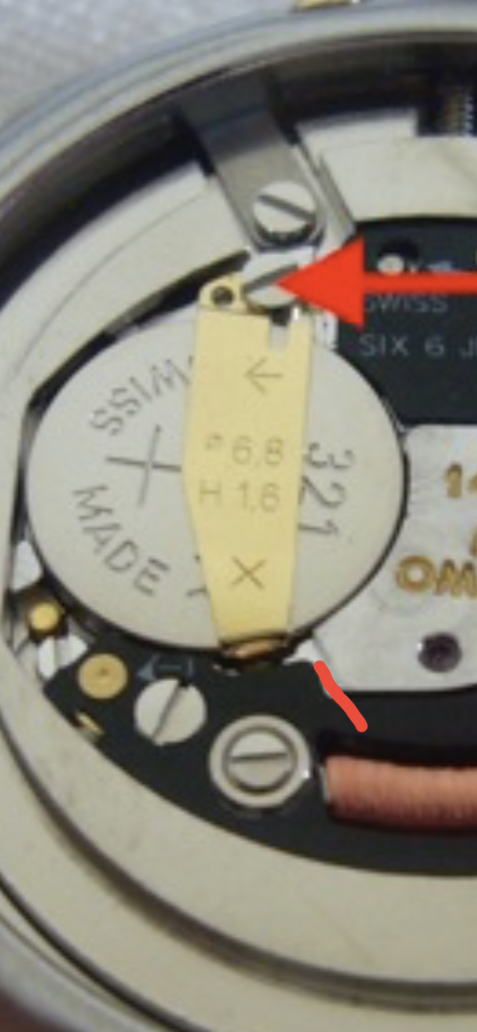 SWISS
MADE
321
←
⌀ 6,8
H 1,6
X
SWISS
SIX 6 J